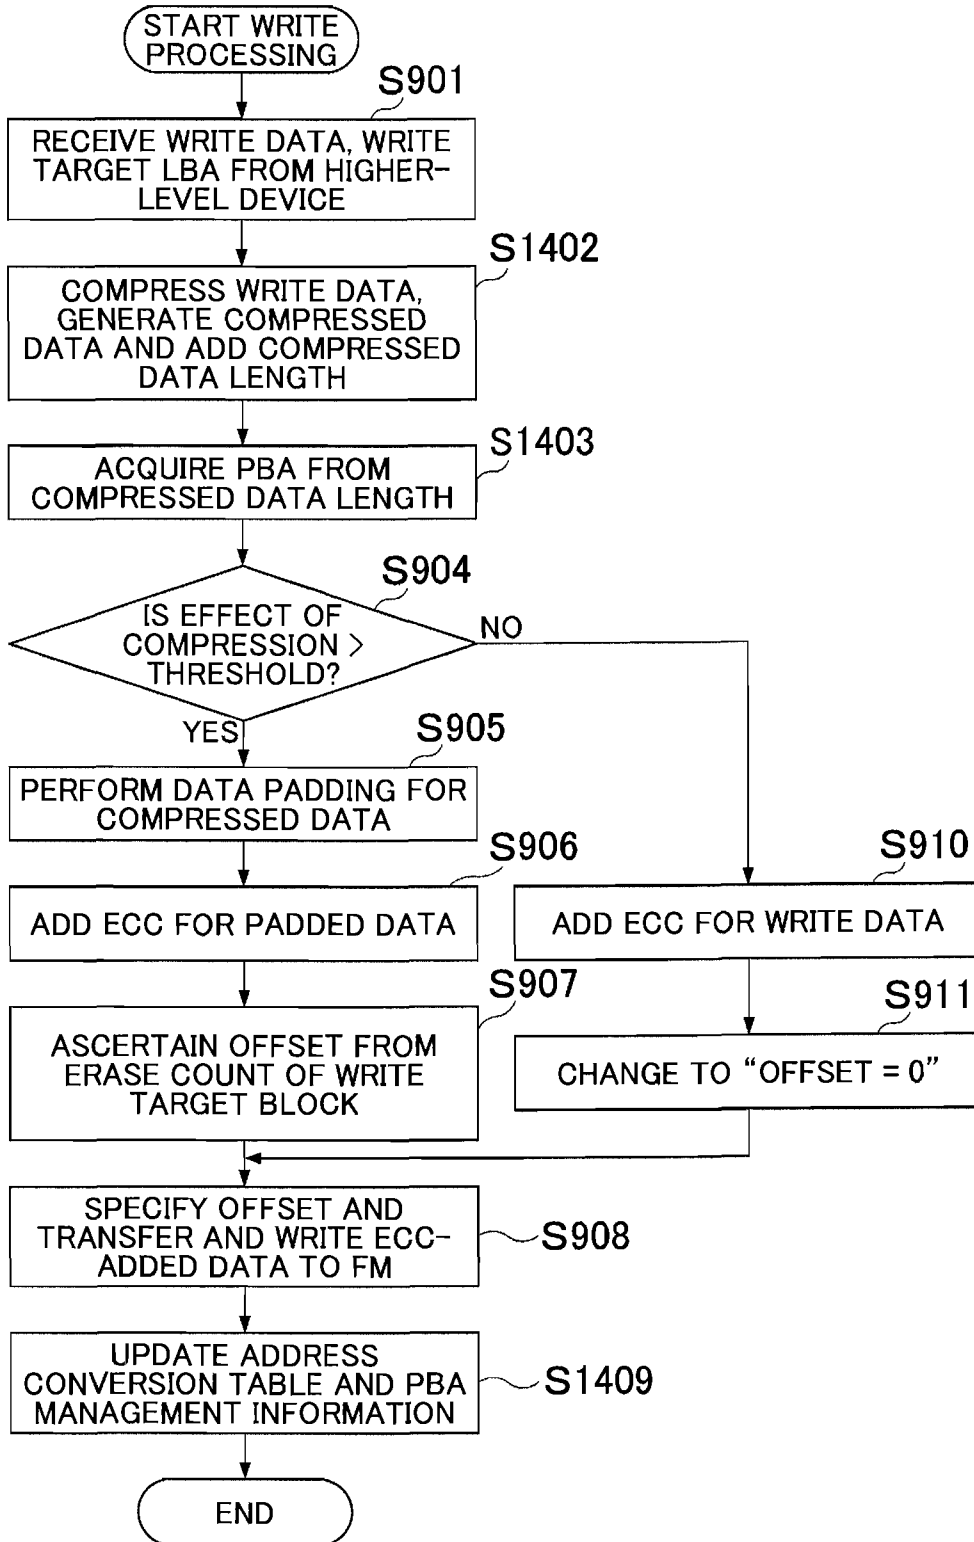 START WRITE
PROCESSING
S901
RECEIVE WRITE DATA, WRITE
TARGET LBA FROM HIGHER-
LEVEL DEVICE
S1402
COMPRESS WRITE DATA,
GENERATE COMPRESSED
DATA AND ADD COMPRESSED
DATA LENGTH
S1403
ACQUIRE PBA FROM
COMPRESSED DATA LENGTH
S904
IS EFFECT OF
COMPRESSION >
THRESHOLD?
NO
YES
S905
PERFORM DATA PADDING FOR
COMPRESSED DATA
S906
ADD ECC FOR PADDED DATA
S910
ADD ECC FOR WRITE DATA
S907
ASCERTAIN OFFSET FROM
ERASE COUNT OF WRITE
TARGET BLOCK
S911
CHANGE TO “OFFSET = 0”
SPECIFY OFFSET AND
TRANSFER AND WRITE ECC-
ADDED DATA TO FM
S908
UPDATE ADDRESS
CONVERSION TABLE AND PBA
MANAGEMENT INFORMATION
S1409
END